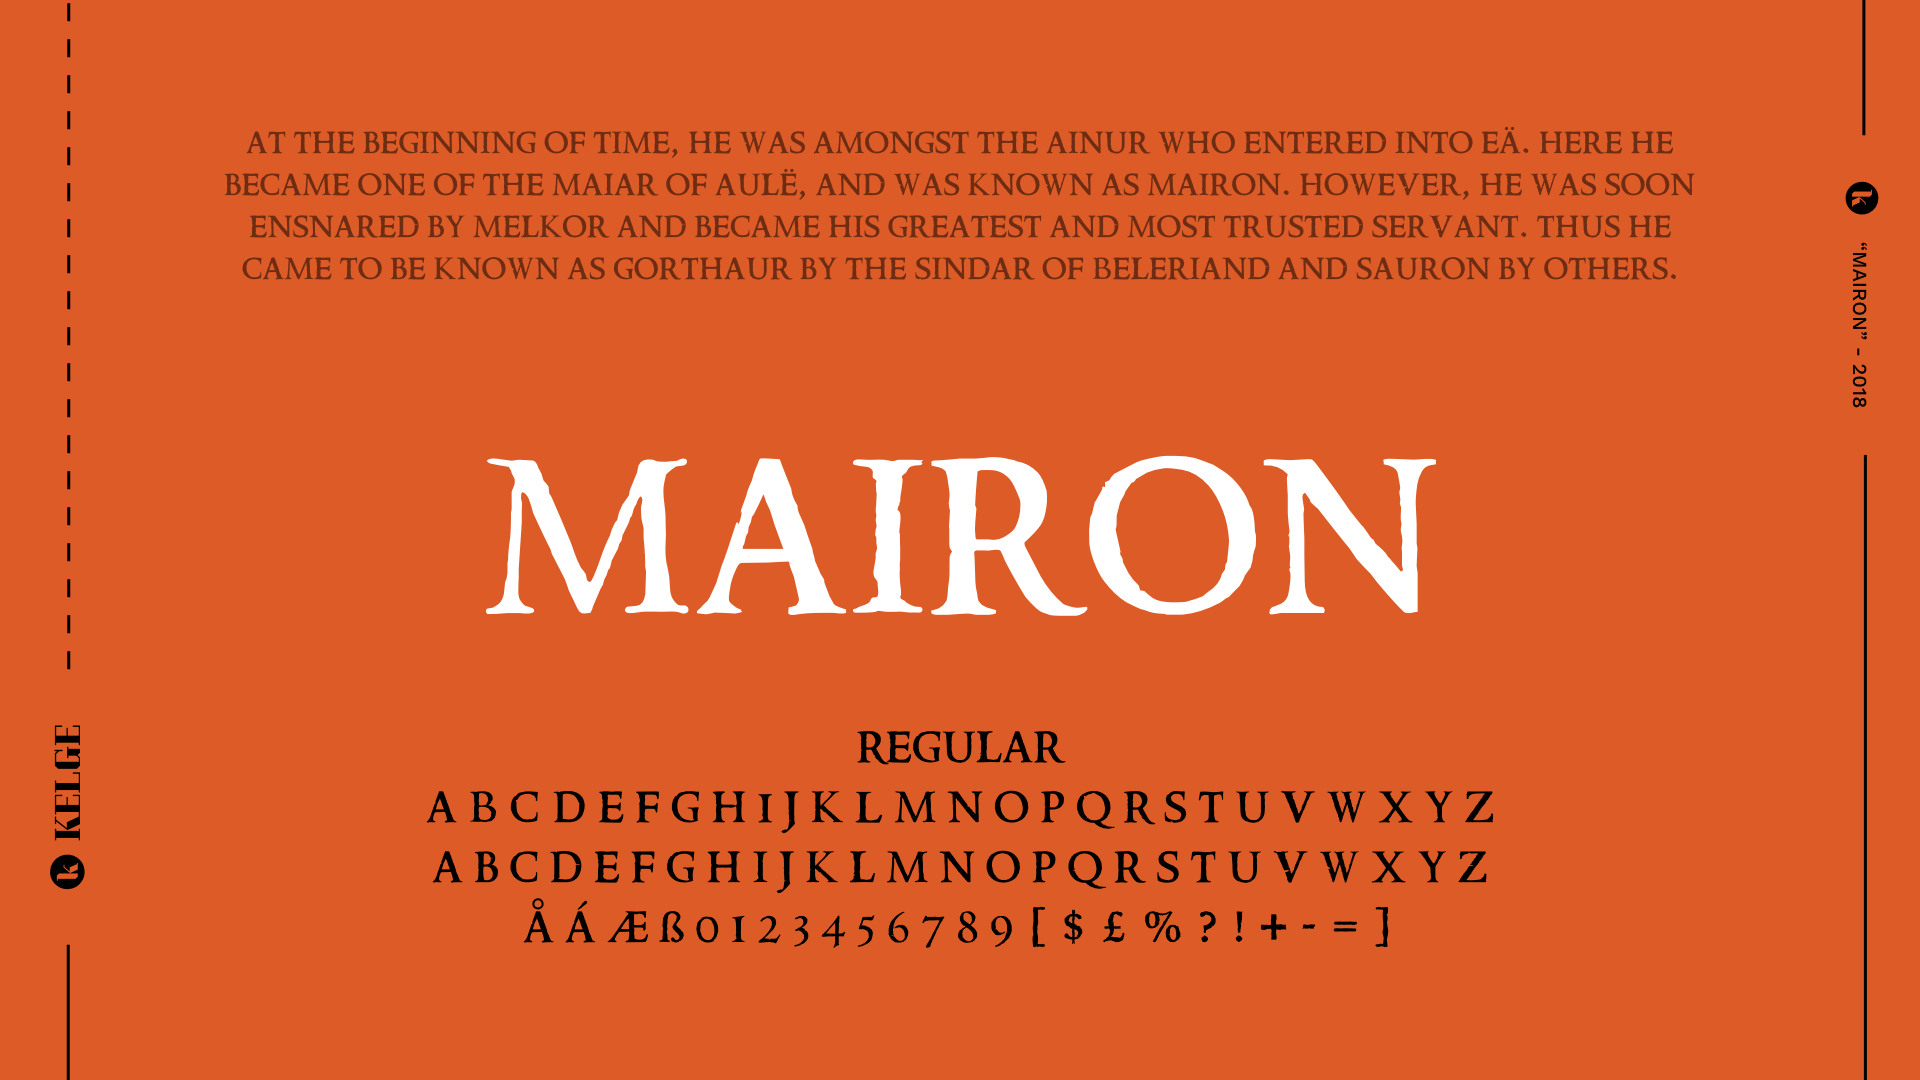 AT THE BEGINNING OF TIME, HE WAS AMONGST THE AINUR WHO ENTERED INTO EÄ. HERE HE
BECAME ONE OF THE MAIAR OF AULË, AND WAS KNOWN AS MAIRON. HOWEVER, HE WAS SOON
ENSNARED BY MELKOR AND BECAME HIS GREATEST AND MOST TRUSTED SERVANT. THUS HE
CAME TO BE KNOWN AS GORTHAUR BY THE SINDAR OF BELERIAND AND SAURON BY OTHERS.
MAIRON
REGULAR
A B C D E F G H I J K L M N O P Q R S T U V W X Y Z
A B C D E F G H I J K L M N O P Q R S T U V W X Y Z
Å Á Æ ß 0 1 2 3 4 5 6 7 8 9 [ $ £ % ? ! + - = ]
k KELGE
k
“MAIRON” - 2018